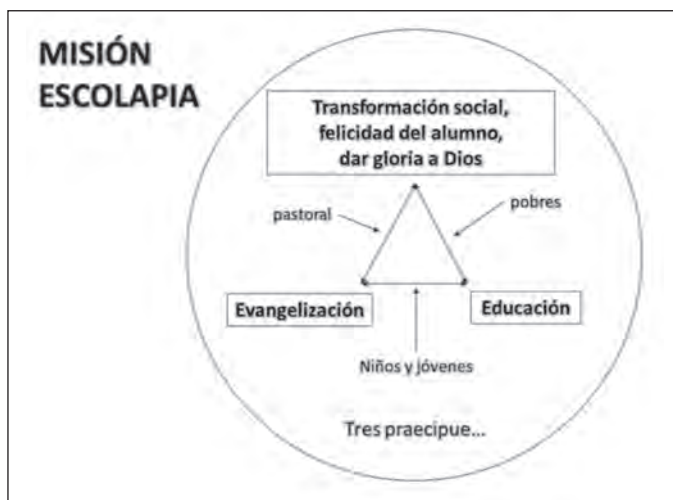 MISIÓN
ESCOLAPIA
Transformación social,
felicidad del alumno,
dar gloria a Dios
pastoral
pobres
Evangelización
Educación
Niños y jóvenes
Tres praecipue...